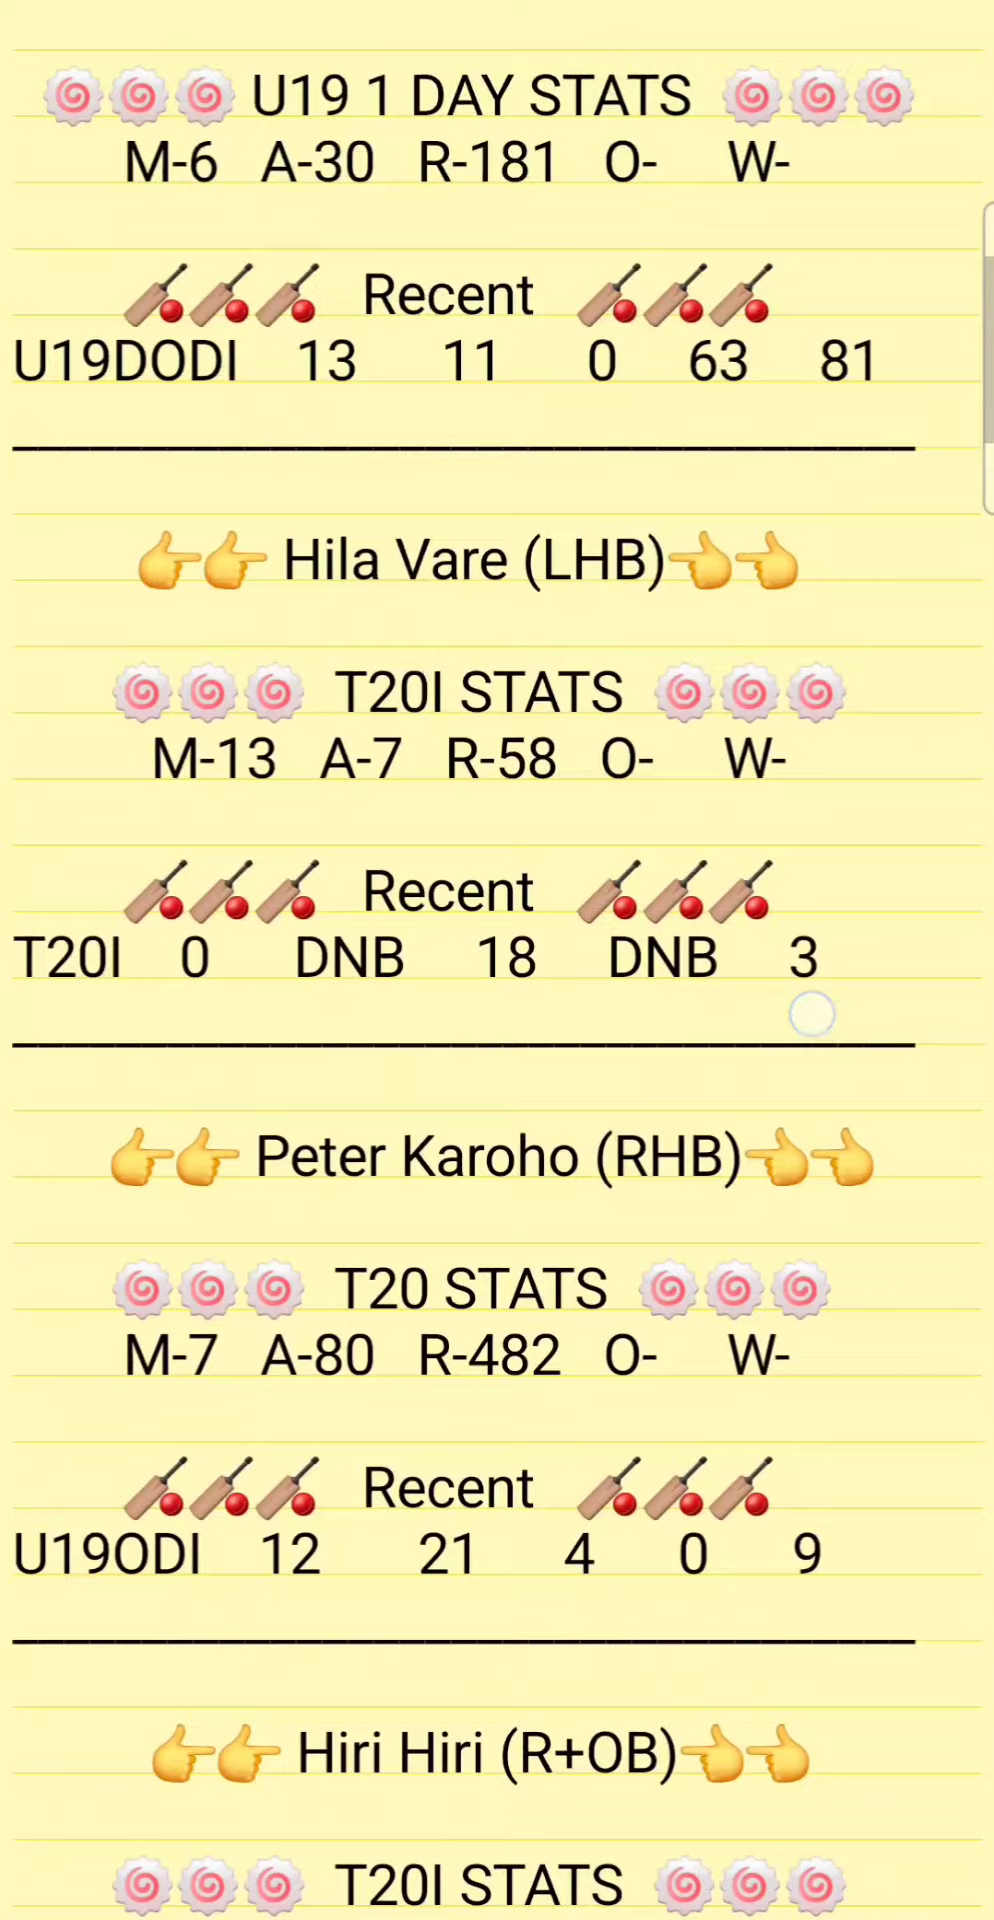 🍥🍥🍥 U19 1 DAY STATS 🍥🍥🍥
M-6 A-30 R-181 O- W-
🏏🏏🏏 Recent 🏏🏏🏏
U19DODI 13 11 0 63 81
👉👉 Hila Vare (LHB)👈👈
🍥🍥🍥 T20I STATS 🍥🍥🍥
M-13 A-7 R-58 O- W-
🏏🏏🏏 Recent 🏏🏏🏏
T20I 0 DNB 18 DNB 3
👉👉 Peter Karoho (RHB)👈👈
🍥🍥🍥 T20 STATS 🍥🍥🍥
M-7 A-80 R-482 O- W-
🏏🏏🏏 Recent 🏏🏏🏏
U19ODI 12 21 4 0 9
👉👉 Hiri Hiri (R+OB)👈👈
🍥🍥🍥 T20I STATS 🍥🍥🍥